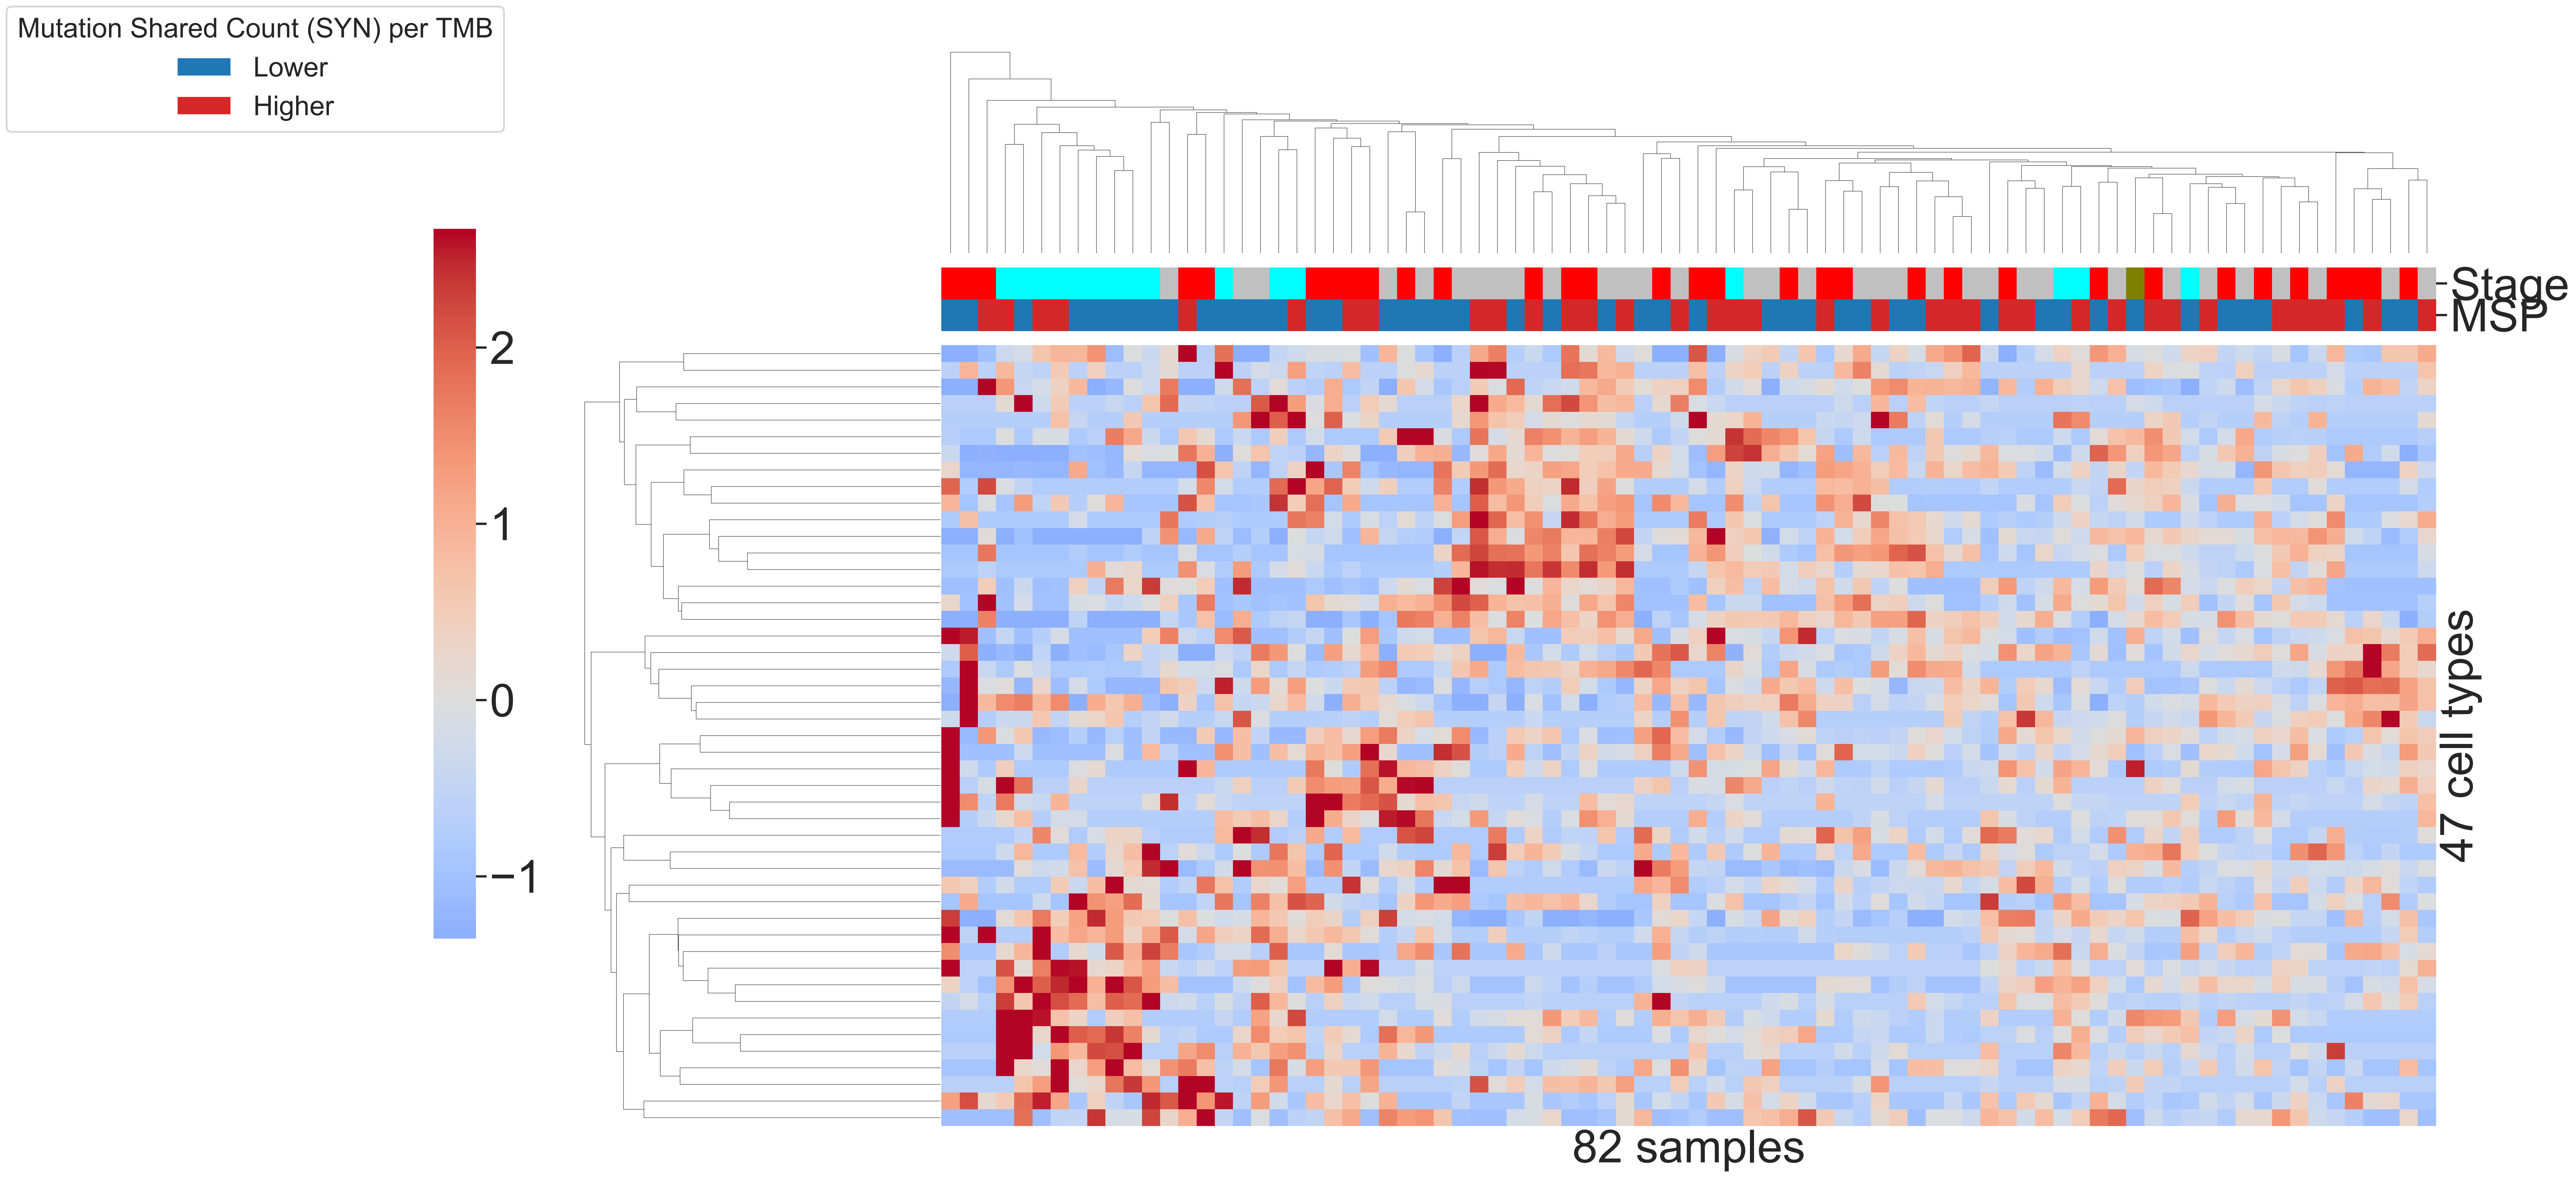 Mutation Shared Count (SYN) per TMB
Lower
Higher
Stage
MSP
2
1
0
−1
47 cell types
82 samples